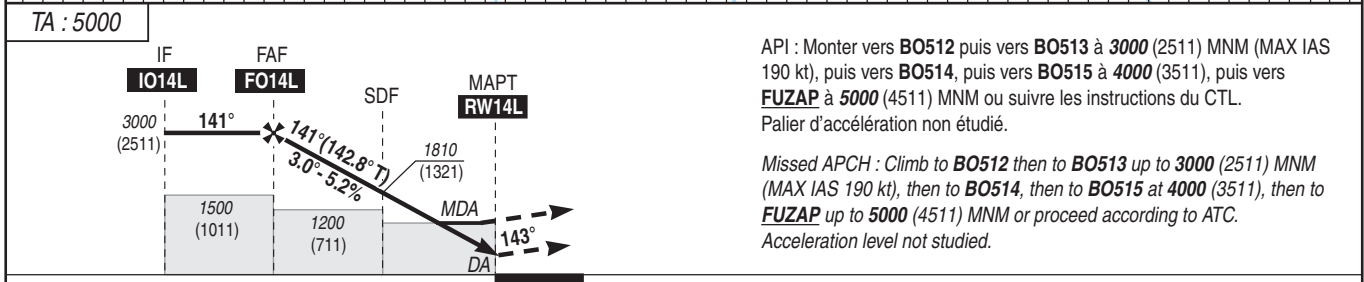 TA : 5000
IF
FAF
IO14L
FO14L
SDF
MAPT
RW14L
3000
(2511)
141°
141°(142.8° T)
3.0° - 5.2%
1810
(1321)
1500
(1011)
1200
(711)
MDA
143°
DA
API : Monter vers BO512 puis vers BO513 à 3000 (2511) MNM (MAX IAS
190 kt), puis vers BO514, puis vers BO515 à 4000 (3511), puis vers
FUZAP à 5000 (4511) MNM ou suivre les instructions du CTL.
Palier d'accélération non étudié.
Missed APCH : Climb to BO512 then to BO513 up to 3000 (2511) MNM
(MAX IAS 190 kt), then to BO514, then to BO515 at 4000 (3511), then to
FUZAP up to 5000 (4511) MNM or proceed according to ATC.
Acceleration level not studied.